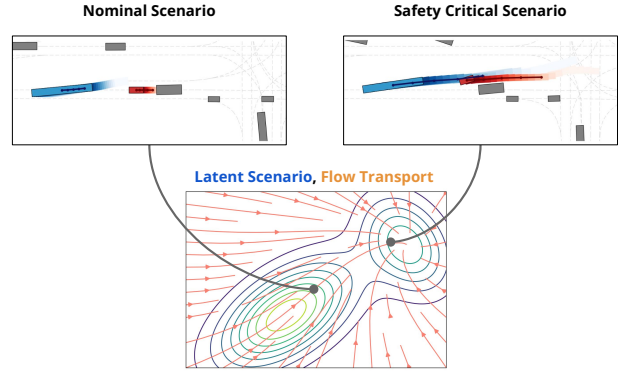 Nominal Scenario
Safety Critical Scenario
Latent Scenario, Flow Transport